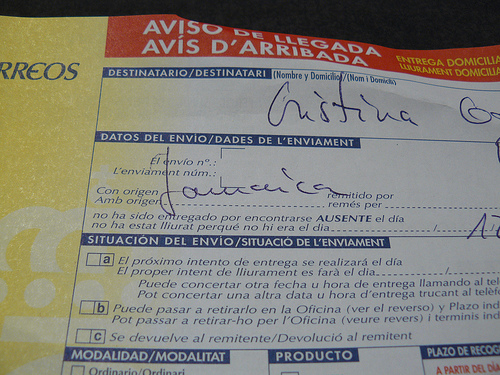 AVISO DE LLEGADA
AVÍS D'ARRIBADA
ENTREGA DOMICILIA
LLIURAMENT DOMICILIA
RREOS
DESTINATARIO/DESTINATARI (Nombre y Domicilio)/(Nom i Domicili)
Cristina G
DATOS DEL ENVÍO/DADES DE L'ENVIAMENT
El envío nº.:
L'enviament núm.:
Con origen Jamaica remitido por
Amb origen remés per
no ha sido entregado por encontrarse AUSENTE el día
no ha estat lliurat perquè no hi era el dia
SITUACIÓN DEL ENVÍO/SITUACIÓ DE L'ENVIAMENT
a El próximo intento de entrega se realizará el día
El proper intent de lliurament es farà el dia
Puede concertar otra fecha u hora de entrega llamando al tel
Pot concertar una altra data u hora d'entrega trucant al telèf
b Puede pasar a retirarlo en la Oficina (ver el reverso) y Plazo ind
Pot passar a retirar-ho per l'Oficina (veure revers) i terminis ind
c Se devuelve al remitente/Devolució al remitent
MODALIDAD/MODALITAT
PRODUCTO
PLAZO DE RECOG
Ordinario/Ordinari
A PARTIR DEL DÍA